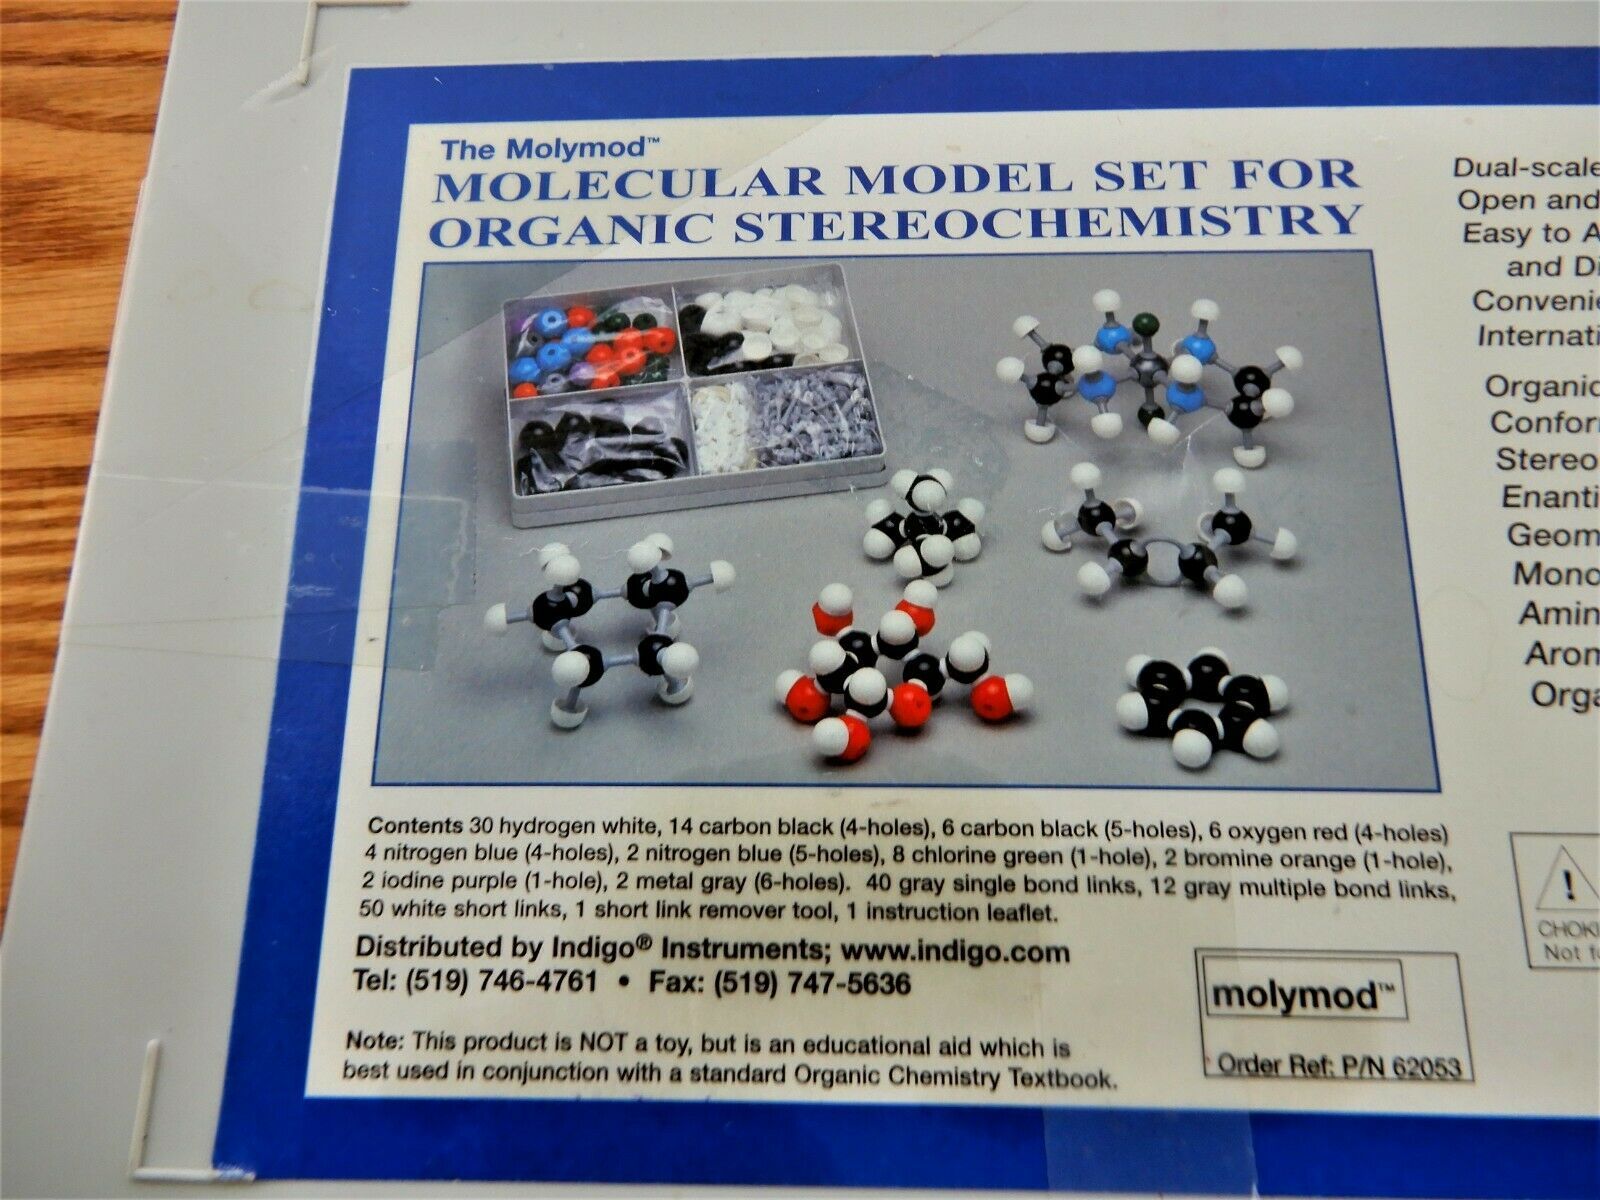 The Molymod™
MOLECULAR MODEL SET FOR
ORGANIC STEREOCHEMISTRY
Contents 30 hydrogen white, 14 carbon black (4-holes), 6 carbon black (5-holes), 6 oxygen red (4-holes)
4 nitrogen blue (4-holes), 2 nitrogen blue (5-holes), 8 chlorine green (1-hole), 2 bromine orange (1-hole),
2 iodine purple (1-hole), 2 metal gray (6-holes). 40 gray single bond links, 12 gray multiple bond links,
50 white short links, 1 short link remover tool, 1 instruction leaflet.
Distributed by Indigo® Instruments; www.indigo.com
Tel: (519) 746-4761 • Fax: (519) 747-5636
Note: This product is NOT a toy, but is an educational aid which is
best used in conjunction with a standard Organic Chemistry Textbook.
molymod™
Order Ref: P/N 62053
Dual-scale
Open and
Easy to A
and Di
Convenie
Internati
Organic
Confor
Stereo
Enanti
Geom
Mono
Amin
Arom
Orga
!
CHOKI
Not f